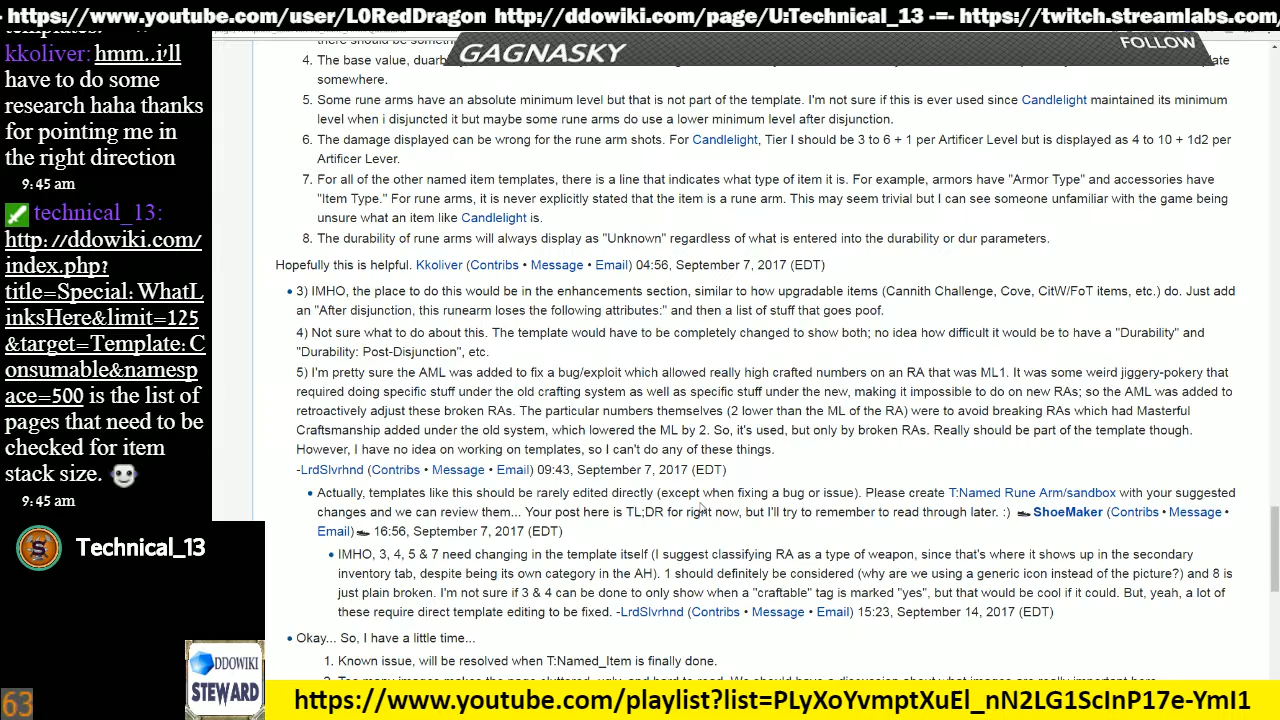 - https://www.youtube.com/user/L0RedDragon http://ddowiki.com/page/U:Technical_13 -=- https://twitch.streamlabs.com/
GAGNASKY
FOLLOW
templates.
kkoliver: hmm..i'll
have to do some
research haha thanks
for pointing me in
the right direction
9:45 am
technical_13:
http://ddowiki.com/
index.php?
title=Special:WhatL
inksHere&limit=125
&target=Template:C
onsumable&namesp
ace=500 is the list of
pages that need to be
checked for item
stack size.
9:45 am
Technical_13
DDOWIKI
STEWARD
63
there should be
4. The base value,
somewhere.
5. Some rune arms have an absolute minimum level but that is not part of the template. I'm not sure if this is ever used since Candlelight maintained its minimum
level when i disjuncted it but maybe some rune arms do use a lower minimum level after disjunction.
6. The damage displayed can be wrong for the rune arm shots. For Candlelight, Tier I should be 3 to 6 + 1 per Artificer Level but is displayed as 4 to 10 + 1d2 per
Artificer Lever.
7. For all of the other named item templates, there is a line that indicates what type of item it is. For example, armors have "Armor Type" and accessories have
"Item Type." For rune arms, it is never explicitly stated that the item is a rune arm. This may seem trivial but I can see someone unfamiliar with the game being
unsure what an item like Candlelight is.
8. The durability of rune arms will always display as "Unknown" regardless of what is entered into the durability or dur parameters.
Hopefully this is helpful. Kkoliver (Contribs • Message • Email) 04:56, September 7, 2017 (EDT)
• 3) IMHO, the place to do this would be in the enhancements section, similar to how upgradable items (Cannith Challenge, Cove, CitW/FoT items, etc.) do. Just add
an "After disjunction, this runearm loses the following attributes:" and then a list of stuff that goes poof.
4) Not sure what to do about this. The template would have to be completely changed to show both; no idea how difficult it would be to have a "Durability" and
"Durability: Post-Disjunction", etc.
5) I'm pretty sure the AML was added to fix a bug/exploit which allowed really high crafted numbers on an RA that was ML1. It was some weird jiggery-pokery that
required doing specific stuff under the old crafting system as well as specific stuff under the new, making it impossible to do on new RAs; so the AML was added to
retroactively adjust these broken RAs. The particular numbers themselves (2 lower than the ML of the RA) were to avoid breaking RAs which had Masterful
Craftsmanship added under the old system, which lowered the ML by 2. So, it's used, but only by broken RAs. Really should be part of the template though.
However, I have no idea on working on templates, so I can't do any of these things.
-LrdSlvrhnd (Contribs • Message • Email) 09:43, September 7, 2017 (EDT)
• Actually, templates like this should be rarely edited directly (except when fixing a bug or issue). Please create T:Named Rune Arm/sandbox with your suggested
changes and we can review them... Your post here is TL;DR for right now, but I'll try to remember to read through later. :) ShoeMaker (Contribs • Message •
Email) 16:56, September 7, 2017 (EDT)
• IMHO, 3, 4, 5 & 7 need changing in the template itself (I suggest classifying RA as a type of weapon, since that's where it shows up in the secondary
inventory tab, despite being its own category in the AH). 1 should definitely be considered (why are we using a generic icon instead of the picture?) and 8 is
just plain broken. I'm not sure if 3 & 4 can be done to only show when a "craftable" tag is marked "yes", but that would be cool if it could. But, yeah, a lot of
these require direct template editing to be fixed. -LrdSlvrhnd (Contribs • Message • Email) 15:23, September 14, 2017 (EDT)
• Okay... So, I have a little time...
1. Known issue, will be resolved when T:Named_Item is finally done.
https://www.youtube.com/playlist?list=PLyXoYvmptXuEl_nN2LG1ScInP17e-YmI1